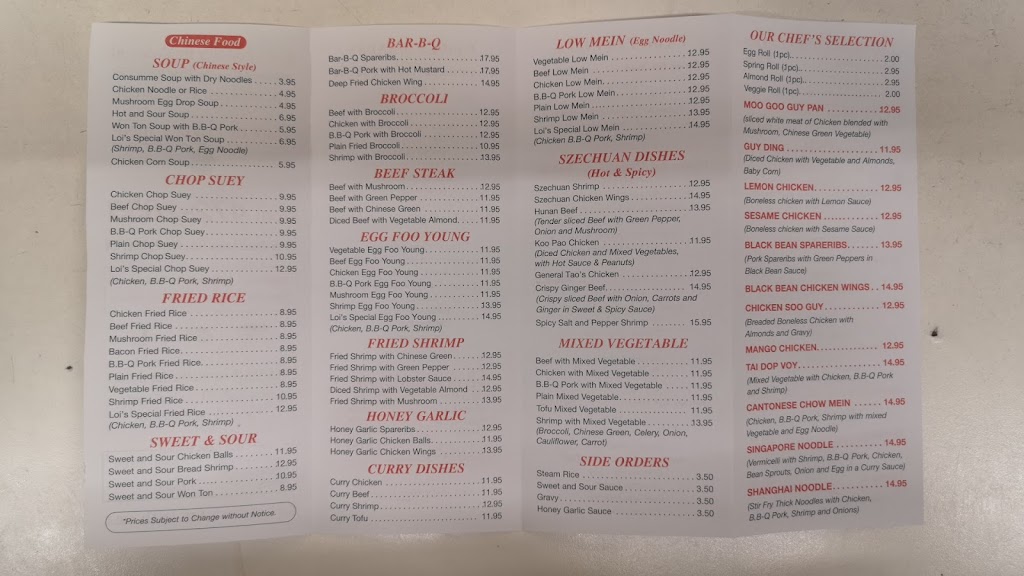 Chinese Food
SOUP (Chinese Style)
Consumme Soup with Dry Noodles ..... 3.95
Chicken Noodle or Rice ............ 4.95
Mushroom Egg Drop Soup ............ 4.95
Hot and Sour Soup ............ 6.95
Won Ton Soup with B.B-Q Pork ........ 5.95
Loi's Special Won Ton Soup ........ 6.95
(Shrimp, B.B-Q Pork, Egg Noodle)
Chicken Corn Soup ............ 5.95
CHOP SUEY
Chicken Chop Suey ............ 9.95
Beef Chop Suey ............ 9.95
Mushroom Chop Suey ............ 9.95
B.B-Q Pork Chop Suey ............ 9.95
Plain Chop Suey ............ 9.95
Shrimp Chop Suey ............ 10.95
Loi's Special Chop Suey ............ 12.95
(Chicken, B.B-Q Pork, Shrimp)
FRIED RICE
Chicken Fried Rice ............ 8.95
Beef Fried Rice ............ 8.95
Mushroom Fried Rice ............ 8.95
Bacon Fried Rice ............ 8.95
B.B-Q Pork Fried Rice ............ 8.95
Plain Fried Rice ............ 8.95
Vegetable Fried Rice ............ 8.95
Shrimp Fried Rice ............ 10.95
Loi's Special Fried Rice ............ 12.95
(Chicken, B.B-Q Pork, Shrimp)
SWEET & SOUR
Sweet and Sour Chicken Balls ........ 11.95
Sweet and Sour Bread Shrimp ........ 12.95
Sweet and Sour Pork ............ 10.95
Sweet and Sour Won Ton ............ 8.95
*Prices Subject to Change without Notice.
BAR-B-Q
Bar-B-Q Spareribs ............ 17.95
Bar-B-Q Pork with Hot Mustard ........ 17.95
Deep Fried Chicken Wing ............ 14.95
BROCCOLI
Beef with Broccoli ............ 12.95
Chicken with Broccoli ............ 12.95
B.B-Q Pork with Broccoli ............ 12.95
Plain Fried Broccoli ............ 10.95
Shrimp with Broccoli ............ 13.95
BEEF STEAK
Beef with Mushroom ............ 12.95
Beef with Green Pepper ............ 11.95
Beef with Chinese Green ............ 11.95
Diced Beef with Vegetable Almond ..... 11.95
EGG FOO YOUNG
Vegetable Egg Foo Young ............ 11.95
Beef Egg Foo Young ............ 11.95
Chicken Egg Foo Young ............ 11.95
B.B-Q Pork Egg Foo Young ............ 11.95
Mushroom Egg Foo Young ............ 11.95
Shrimp Egg Foo Young ............ 13.95
Loi's Special Egg Foo Young ........ 14.95
(Chicken, B.B-Q Pork, Shrimp)
FRIED SHRIMP
Fried Shrimp with Chinese Green ..... 12.95
Fried Shrimp with Green Pepper ..... 12.95
Fried Shrimp with Lobster Sauce ..... 14.95
Diced Shrimp with Vegetable Almond .. 12.95
Fried Shrimp with Mushroom ........ 13.95
HONEY GARLIC
Honey Garlic Spareribs ............ 12.95
Honey Garlic Chicken Balls ........ 11.95
Honey Garlic Chicken Wings ........ 13.95
CURRY DISHES
Curry Chicken ............ 11.95
Curry Beef ............ 11.95
Curry Shrimp ............ 12.95
Curry Tofu ............ 11.95
LOW MEIN (Egg Noodle)
Vegetable Low Mein ............ 12.95
Beef Low Mein ............ 12.95
Chicken Low Mein ............ 12.95
B.B.Q Pork Low Mein ............ 12.95
Plain Low Mein ............ 12.95
Shrimp Low Mein ............ 13.95
Loi's Special Low Mein ............ 14.95
(Chicken B.B-Q Pork, Shrimp)
SZECHUAN DISHES
(Hot & Spicy)
Szechuan Shrimp ............ 12.95
Szechuan Chicken Wings ............ 14.95
Hunan Beef ............ 13.95
(Tender sliced Beef with Green Pepper,
Onion and Mushroom)
Koo Pao Chicken ............ 11.95
(Diced Chicken and Mixed Vegetables,
with Hot Sauce & Peanuts)
General Tao's Chicken ............ 12.95
Crispy Ginger Beef ............ 14.95
(Crispy sliced Beef with Onion, Carrots and
Ginger in Sweet & Spicy Sauce)
Spicy Salt and Pepper Shrimp ........ 15.95
MIXED VEGETABLE
Beef with Mixed Vegetable ............ 11.95
Chicken with Mixed Vegetable ........ 11.95
B.B-Q Pork with Mixed Vegetable ..... 11.95
Plain Mixed Vegetable ............ 11.95
Tofu Mixed Vegetable ............ 11.95
Shrimp with Mixed Vegetable ........ 13.95
(Broccoli, Chinese Green, Celery, Onion,
Cauliflower, Carrot)
SIDE ORDERS
Steam Rice ............ 3.50
Sweet and Sour Sauce ............ 3.50
Gravy ............ 3.50
Honey Garlic Sauce ............ 3.50
OUR CHEF'S SELECTION
Egg Roll (1pc) ............ 2.00
Spring Roll (1pc) ............ 2.95
Almond Roll (1pc) ............ 2.95
Veggie Roll (1pc) ............ 2.00
MOO GOO GUY PAN ............ 12.95
(sliced white meat of Chicken blended with
Mushroom, Chinese Green Vegetable)
GUY DING ............ 11.95
(Diced Chicken with Vegetable and Almonds,
Baby Corn)
LEMON CHICKEN ............ 12.95
(Boneless chicken with Lemon Sauce)
SESAME CHICKEN ............ 12.95
(Boneless chicken with Sesame Sauce)
BLACK BEAN SPARERIBS ........ 13.95
(Pork Spareribs with Green Peppers in
Black Bean Sauce)
BLACK BEAN CHICKEN WINGS .. 14.95
CHICKEN SOO GUY ............ 12.95
(Breaded Boneless Chicken with
Almonds and Gravy)
MANGO CHICKEN ............ 12.95
TAI DOP VOY ............ 14.95
(Mixed Vegetable with Chicken, B.B-Q Pork
and Shrimp)
CANTONESE CHOW MEIN ...... 14.95
(Chicken, B.B-Q Pork, Shrimp with mixed
Vegetable and Egg Noodle)
SINGAPORE NOODLE ............ 14.95
(Vermicelli with Shrimp, B.B-Q Pork, Chicken,
Bean Sprouts, Onion and Egg in a Curry Sauce)
SHANGHAI NOODLE ............ 14.95
(Stir Fry Thick Noodles with Chicken,
B.B-Q Pork, Shrimp and Onions)